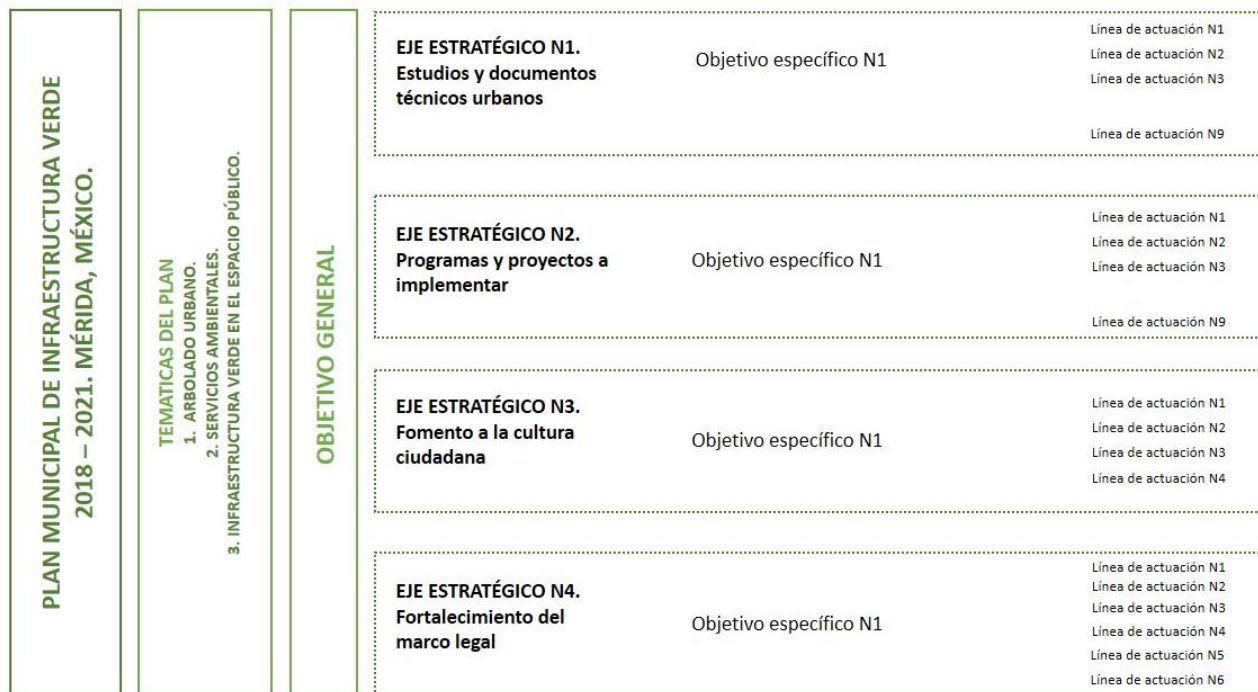 PLAN MUNICIPAL DE INFRAESTRUCTURA VERDE
2018 – 2021. MÉRIDA, MÉXICO.
TEMATICAS DEL PLAN
1. ARBOLADO URBANO.
2. SERVICIOS AMBIENTALES.
3. INFRAESTRUCTURA VERDE EN EL ESPACIO PÚBLICO.
OBJETIVO GENERAL
EJE ESTRATÉGICO N1.
Estudios y documentos
técnicos urbanos
Objetivo específico N1
Línea de actuación N1
Línea de actuación N2
Línea de actuación N3
Línea de actuación N9
EJE ESTRATÉGICO N2.
Programas y proyectos a
implementar
Objetivo específico N1
Línea de actuación N1
Línea de actuación N2
Línea de actuación N3
Línea de actuación N9
EJE ESTRATÉGICO N3.
Fomento a la cultura
ciudadana
Objetivo específico N1
Línea de actuación N1
Línea de actuación N2
Línea de actuación N3
Línea de actuación N4
EJE ESTRATÉGICO N4.
Fortalecimiento del
marco legal
Objetivo específico N1
Línea de actuación N1
Línea de actuación N2
Línea de actuación N3
Línea de actuación N4
Línea de actuación N5
Línea de actuación N6